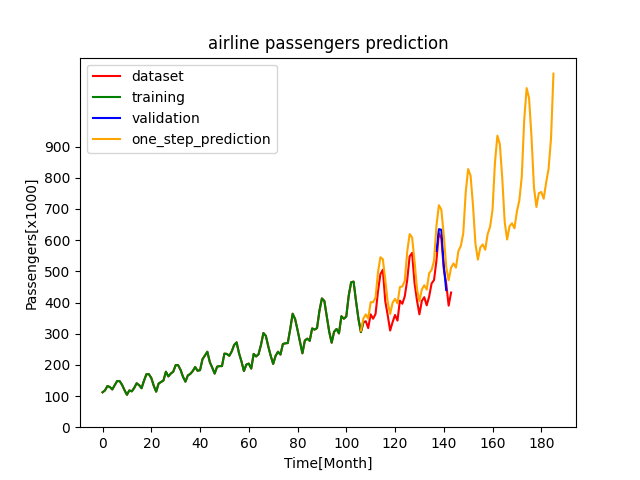 airline passengers prediction
dataset
training
validation
one_step_prediction
Passengers[x1000]
900
800
700
600
500
400
300
200
100
0
0 20 40 60 80 100 120 140 160 180
Time[Month]